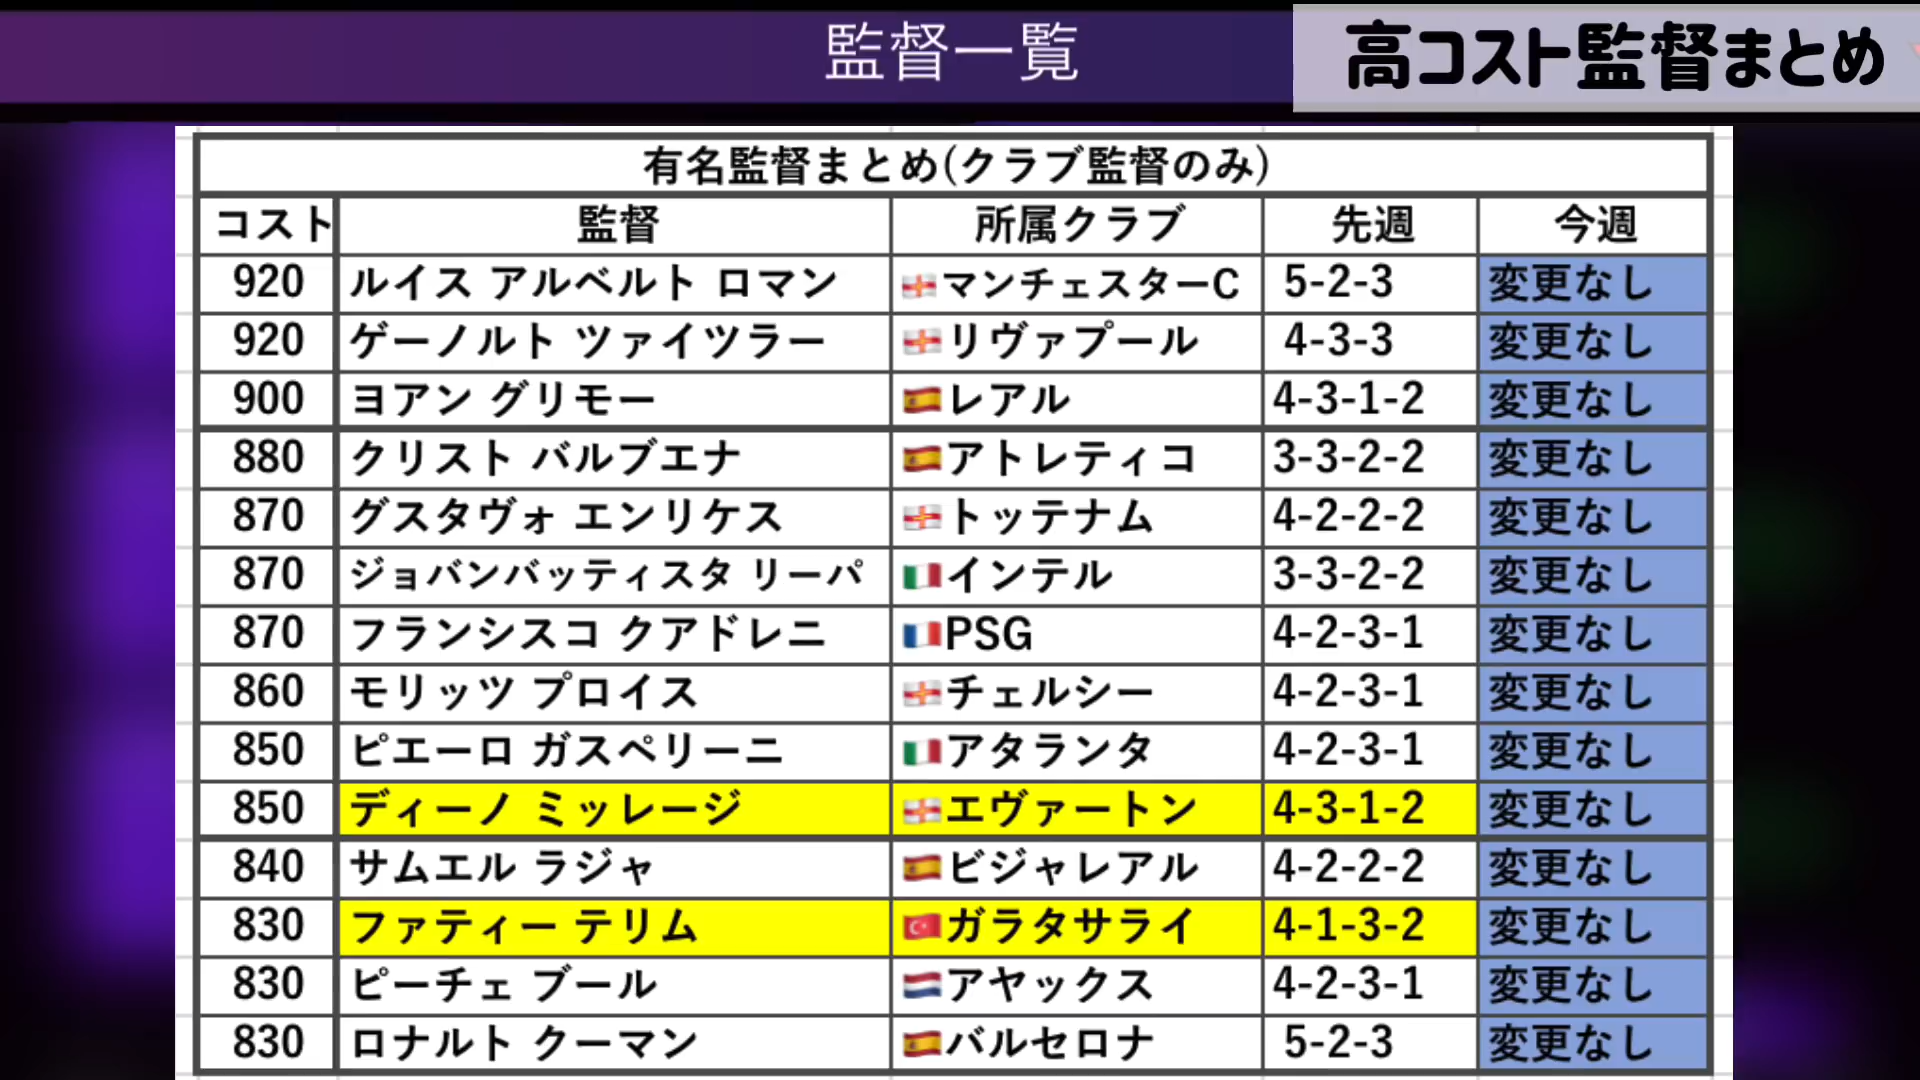 監督一覧
高コスト監督まとめ
有名監督まとめ(クラブ監督のみ)
コスト 監督 所属クラブ 先週 今週
920 ルイス アルベルト ロマン マンチェスターC 5-2-3 変更なし
920 ゲーノルト ツァイツラー リヴァプール 4-3-3 変更なし
900 ヨアン グリモー レアル 4-3-1-2 変更なし
880 クリスト バルブエナ アトレティコ 3-3-2-2 変更なし
870 グスタヴォ エンリケス トッテナム 4-2-2-2 変更なし
870 ジョバンバッティスタ リーパ インテル 3-3-2-2 変更なし
870 フランシスコ クアドレニ PSG 4-2-3-1 変更なし
860 モリッツ プロイス チェルシー 4-2-3-1 変更なし
850 ピエーロ ガスペリーニ アタランタ 4-2-3-1 変更なし
850 ディーノ ミッレージ エヴァートン 4-3-1-2 変更なし
840 サムエル ラジャ ビジャレアル 4-2-2-2 変更なし
830 ファティー テリム ガラタサライ 4-1-3-2 変更なし
830 ピーチェ ブール アヤックス 4-2-3-1 変更なし
830 ロナルト クーマン バルセロナ 5-2-3 変更なし